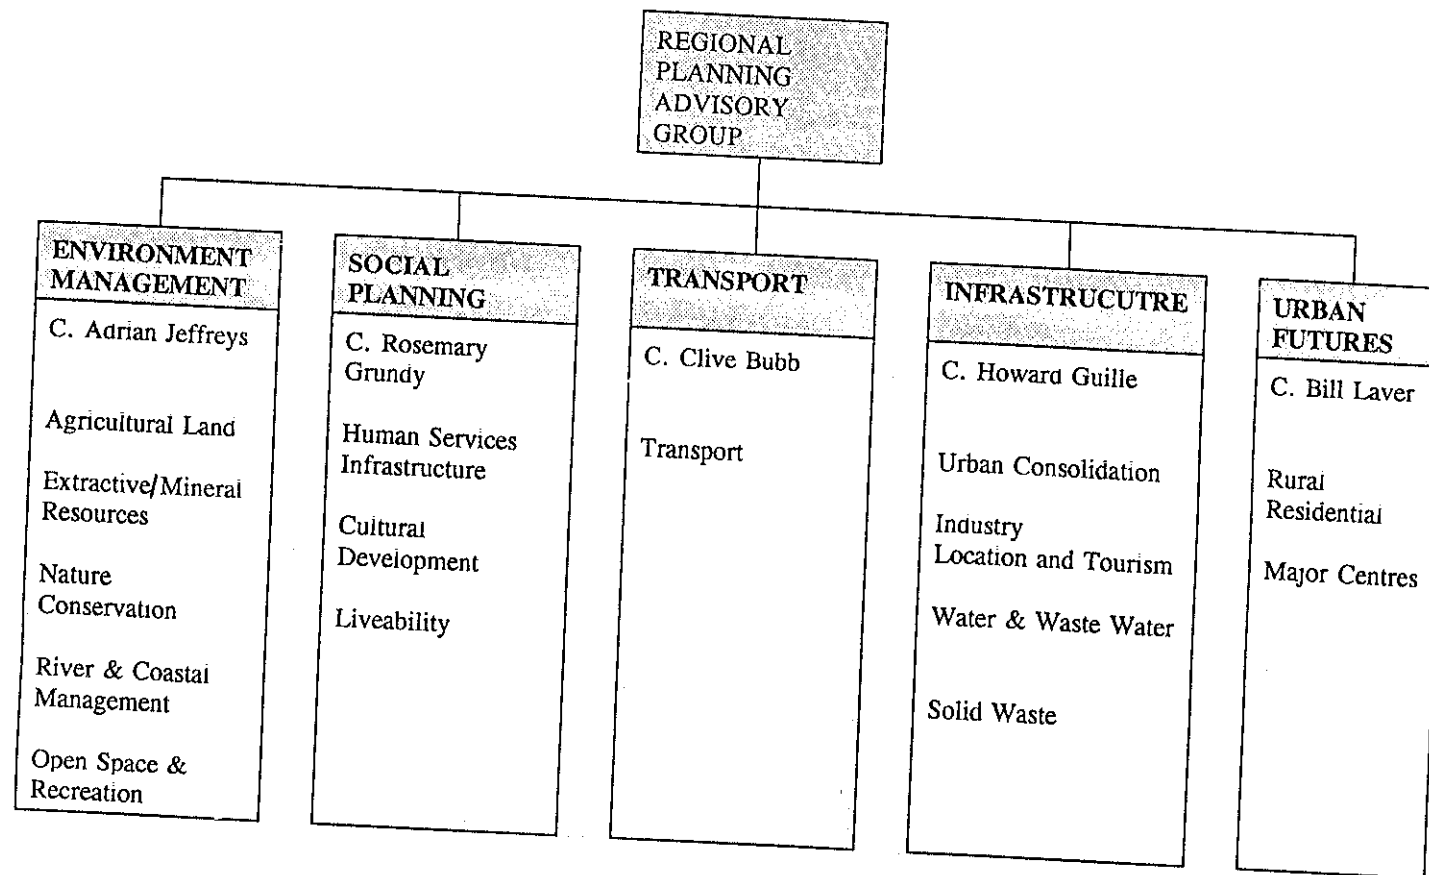 REGIONAL
PLANNING
ADVISORY
GROUP
ENVIRONMENT
MANAGEMENT
C. Adrian Jeffreys
Agricultural Land
Extractive/Mineral
Resources
Nature
Conservation
River & Coastal
Management
Open Space &
Recreation
SOCIAL
PLANNING
C. Rosemary
Grundy
Human Services
Infrastructure
Cultural
Development
Liveability
TRANSPORT
C. Clive Bubb
Transport
INFRASTRUCUTRE
C. Howard Guille
Urban Consolidation
Industry
Location and Tourism
Water & Waste Water
Solid Waste
URBAN
FUTURES
C. Bill Laver
Rural
Residential
Major Centres